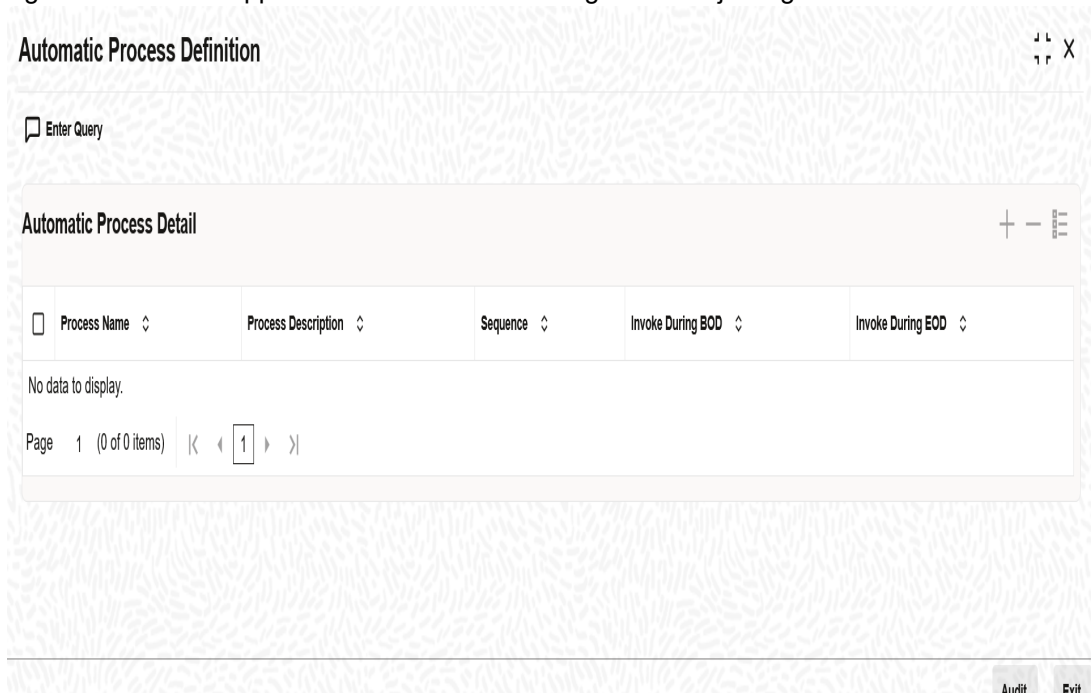 Automatic Process Definition
Enter Query
Automatic Process Detail
Process Name Process Description Sequence Invoke During BOD Invoke During EOD
No data to display.
Page 1 (0 of 0 items) 1
Audit Exit